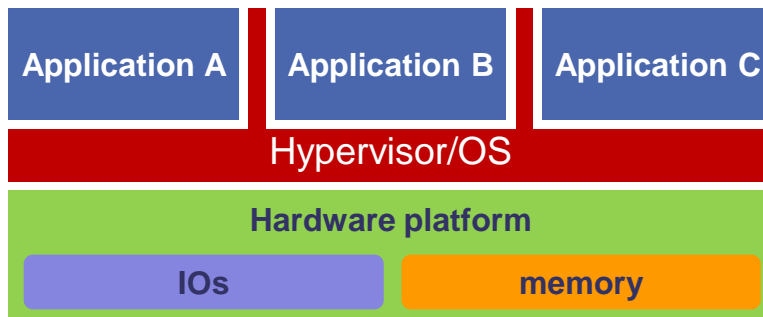 Application A Application B Application C
Hypervisor/OS
Hardware platform
IOs memory